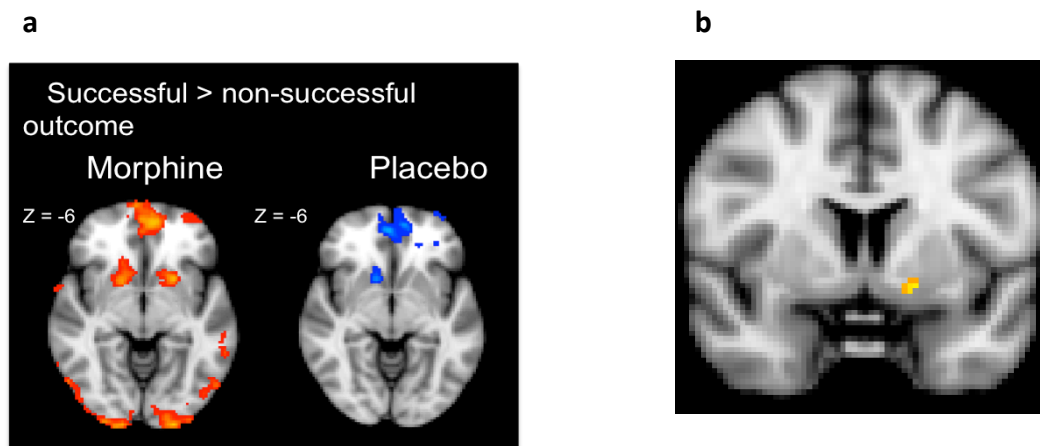 a
b
Successful > non-successful
outcome
Morphine
Placebo
Z = -6
Z = -6